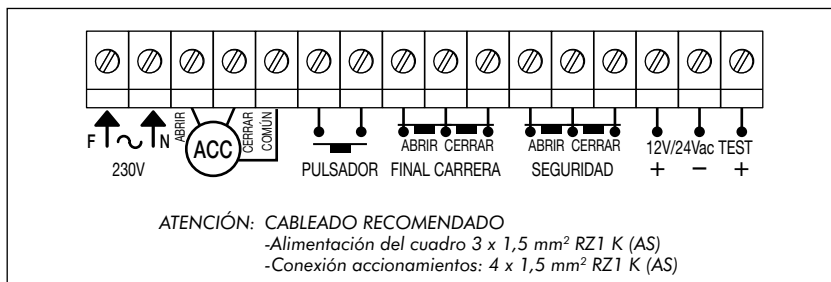 F N
230V
ABRIR
ACC
CERRAR
COMÚN
PULSADOR
ABRIR CERRAR
FINAL CARRERA
ABRIR CERRAR
SEGURIDAD
12V/24Vac TEST
+ − +
ATENCIÓN: CABLEADO RECOMENDADO
-Alimentación del cuadro 3 x 1,5 mm² RZ1 K (AS)
-Conexión accionamientos: 4 x 1,5 mm² RZ1 K (AS)